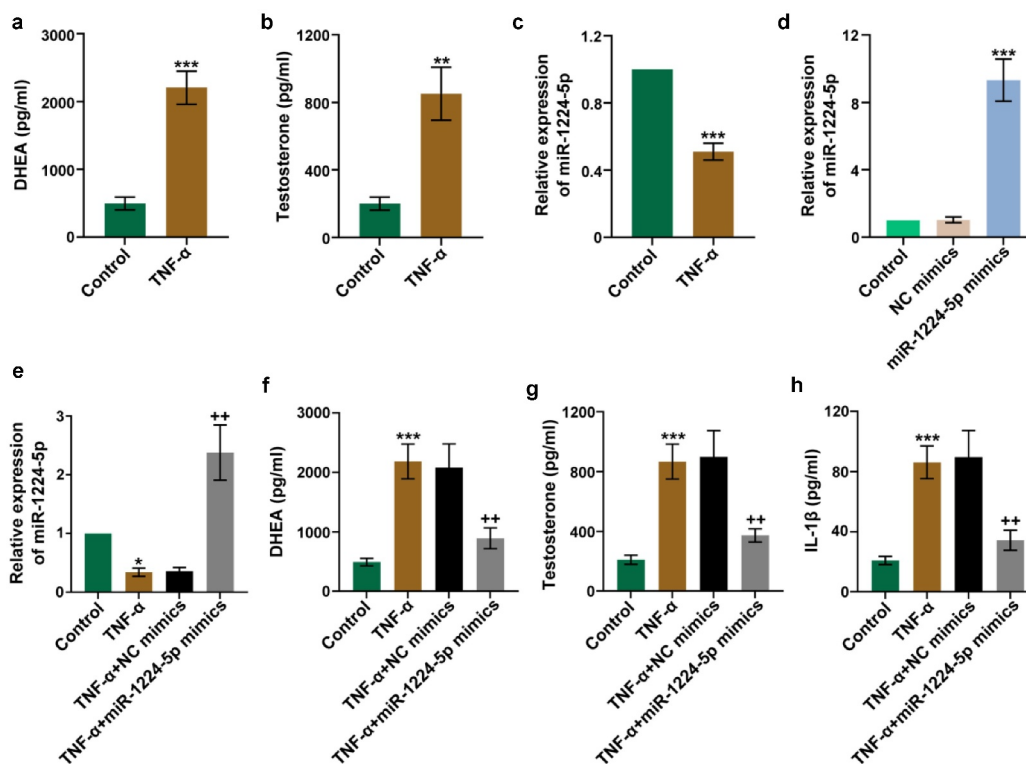 a
DHEA (pg/ml)
3000
2000
1000
0
***
Control
TNF-α
b
Testosterone (pg/ml)
1200
800
400
0
**
Control
TNF-α
c
Relative expression
of miR-1224-5p
1.2
0.8
0.4
0
***
Control
TNF-α
d
Relative expression
of miR-1224-5p
12
8
4
0
***
Control
NC mimics
miR-1224-5p mimics
e
Relative expression
of miR-1224-5p
3
2
1
0
*
++
Control
TNF-α
TNF-α+NC mimics
TNF-α+miR-1224-5p mimics
f
DHEA (pg/ml)
3000
2000
1000
0
***
++
Control
TNF-α
TNF-α+NC mimics
TNF-α+miR-1224-5p mimics
g
Testosterone (pg/ml)
1200
900
600
300
0
***
++
Control
TNF-α
TNF-α+NC mimics
TNF-α+miR-1224-5p mimics
h
IL-1β (pg/ml)
120
80
40
0
***
++
Control
TNF-α
TNF-α+NC mimics
TNF-α+miR-1224-5p mimics